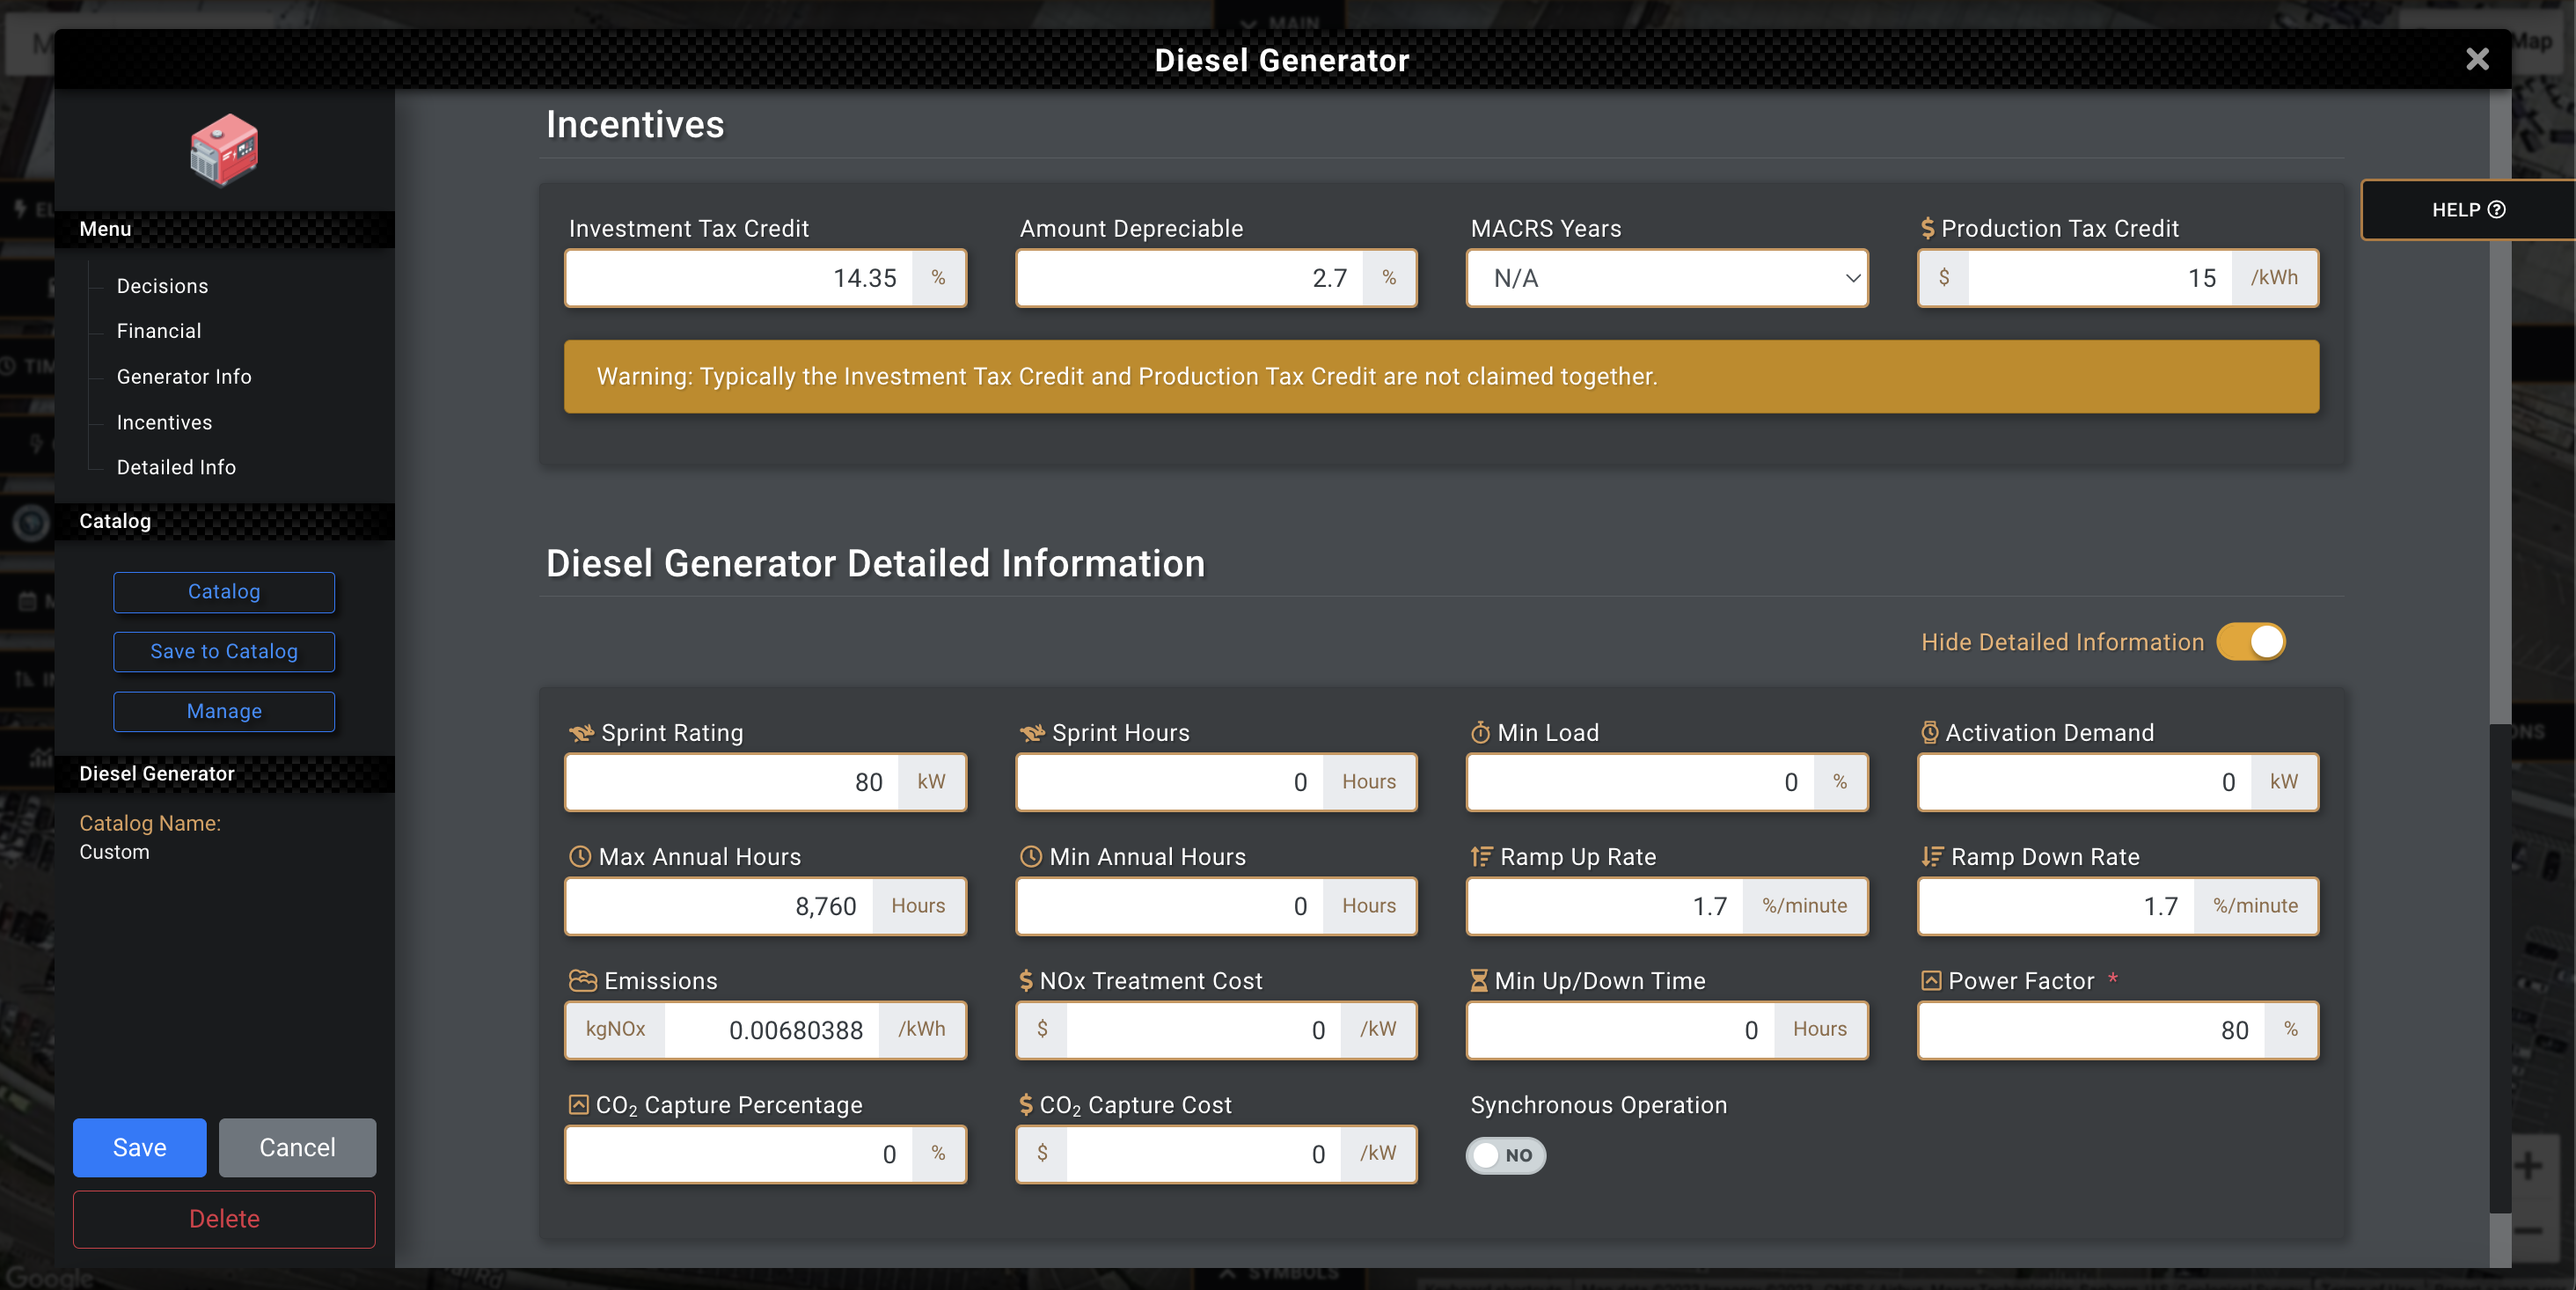 MAIN
Diesel Generator
Map
HELP
Menu
Decisions
Financial
Generator Info
Incentives
Detailed Info
Catalog
Catalog
Save to Catalog
Manage
Diesel Generator
Catalog Name:
Custom
Save Cancel
Delete
Incentives
Investment Tax Credit Amount Depreciable MACRS Years $ Production Tax Credit
14.35 % 2.7 % N/A $ 15 /kWh
Warning: Typically the Investment Tax Credit and Production Tax Credit are not claimed together.
Diesel Generator Detailed Information
Hide Detailed Information
Sprint Rating Sprint Hours Min Load Activation Demand
80 kW 0 Hours 0 % 0 kW
Max Annual Hours Min Annual Hours Ramp Up Rate Ramp Down Rate
8,760 Hours 0 Hours 1.7 %/minute 1.7 %/minute
Emissions $ NOx Treatment Cost Min Up/Down Time Power Factor *
kgNOx 0.00680388 /kWh $ 0 /kW 0 Hours 80 %
CO₂ Capture Percentage $ CO₂ Capture Cost Synchronous Operation
0 % $ 0 /kW NO
Google
SYMBOLS